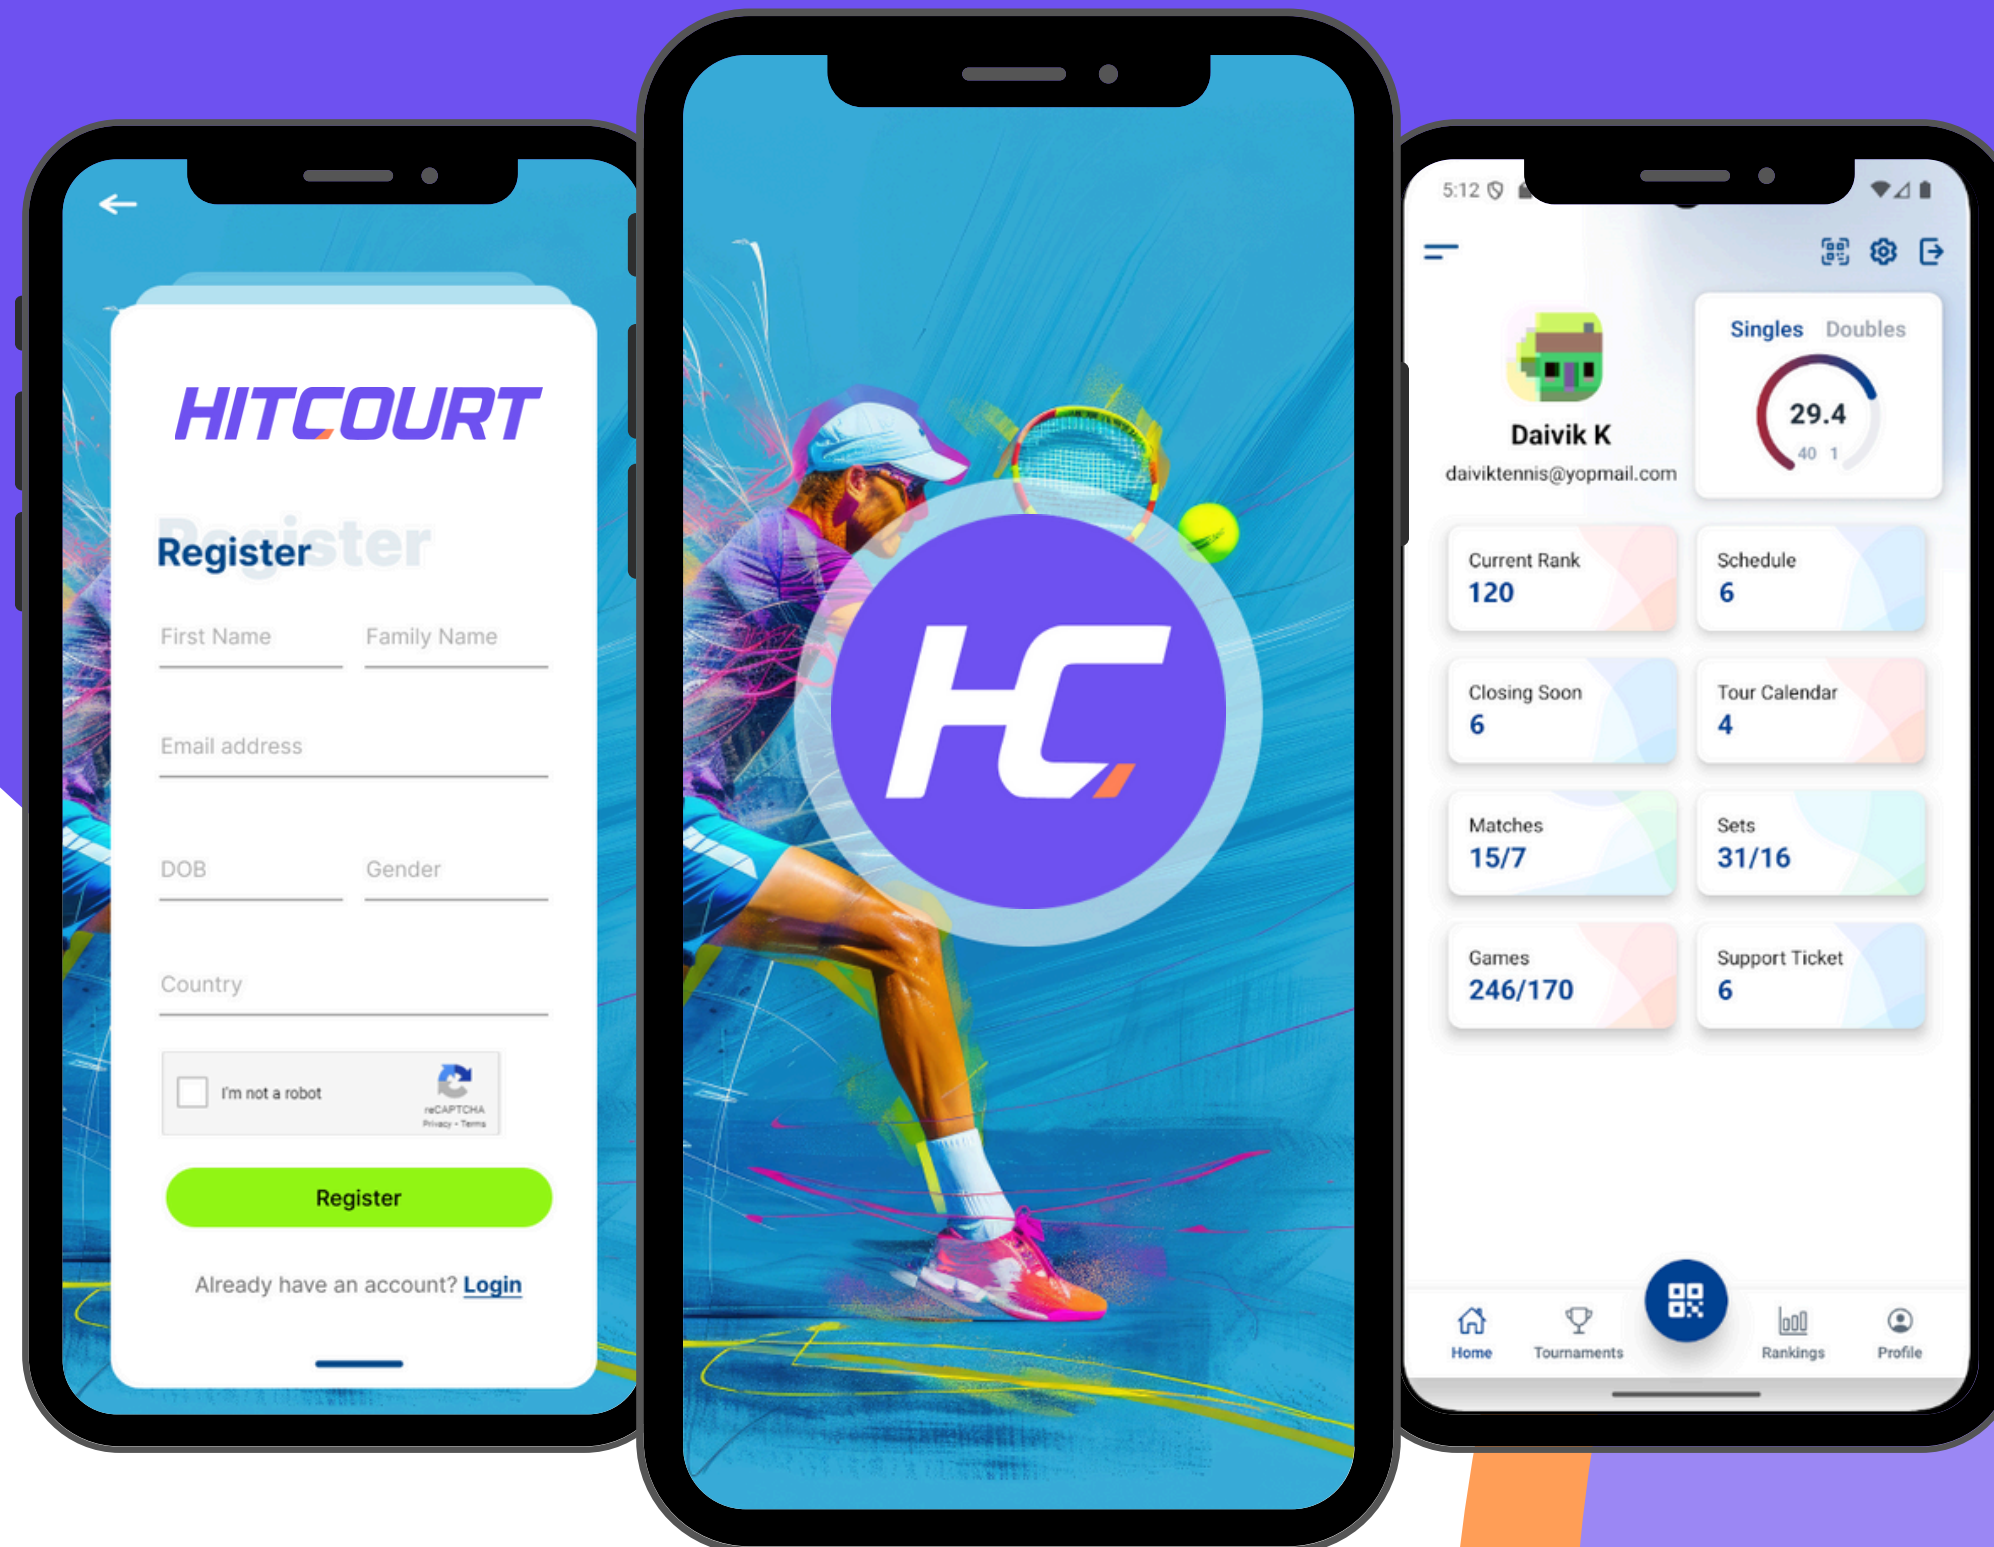 HITCOURT
Register
Register
First Name Family Name
Email address
DOB Gender
Country
I'm not a robot
reCAPTCHA
Privacy - Terms
Register
Already have an account? Login
HC
5:12
Singles Doubles
29.4
40 1
Daivik K
daiviktennis@yopmail.com
Current Rank
120
Schedule
6
Closing Soon
6
Tour Calendar
4
Matches
15/7
Sets
31/16
Games
246/170
Support Ticket
6
Home
Tournaments
Rankings
Profile